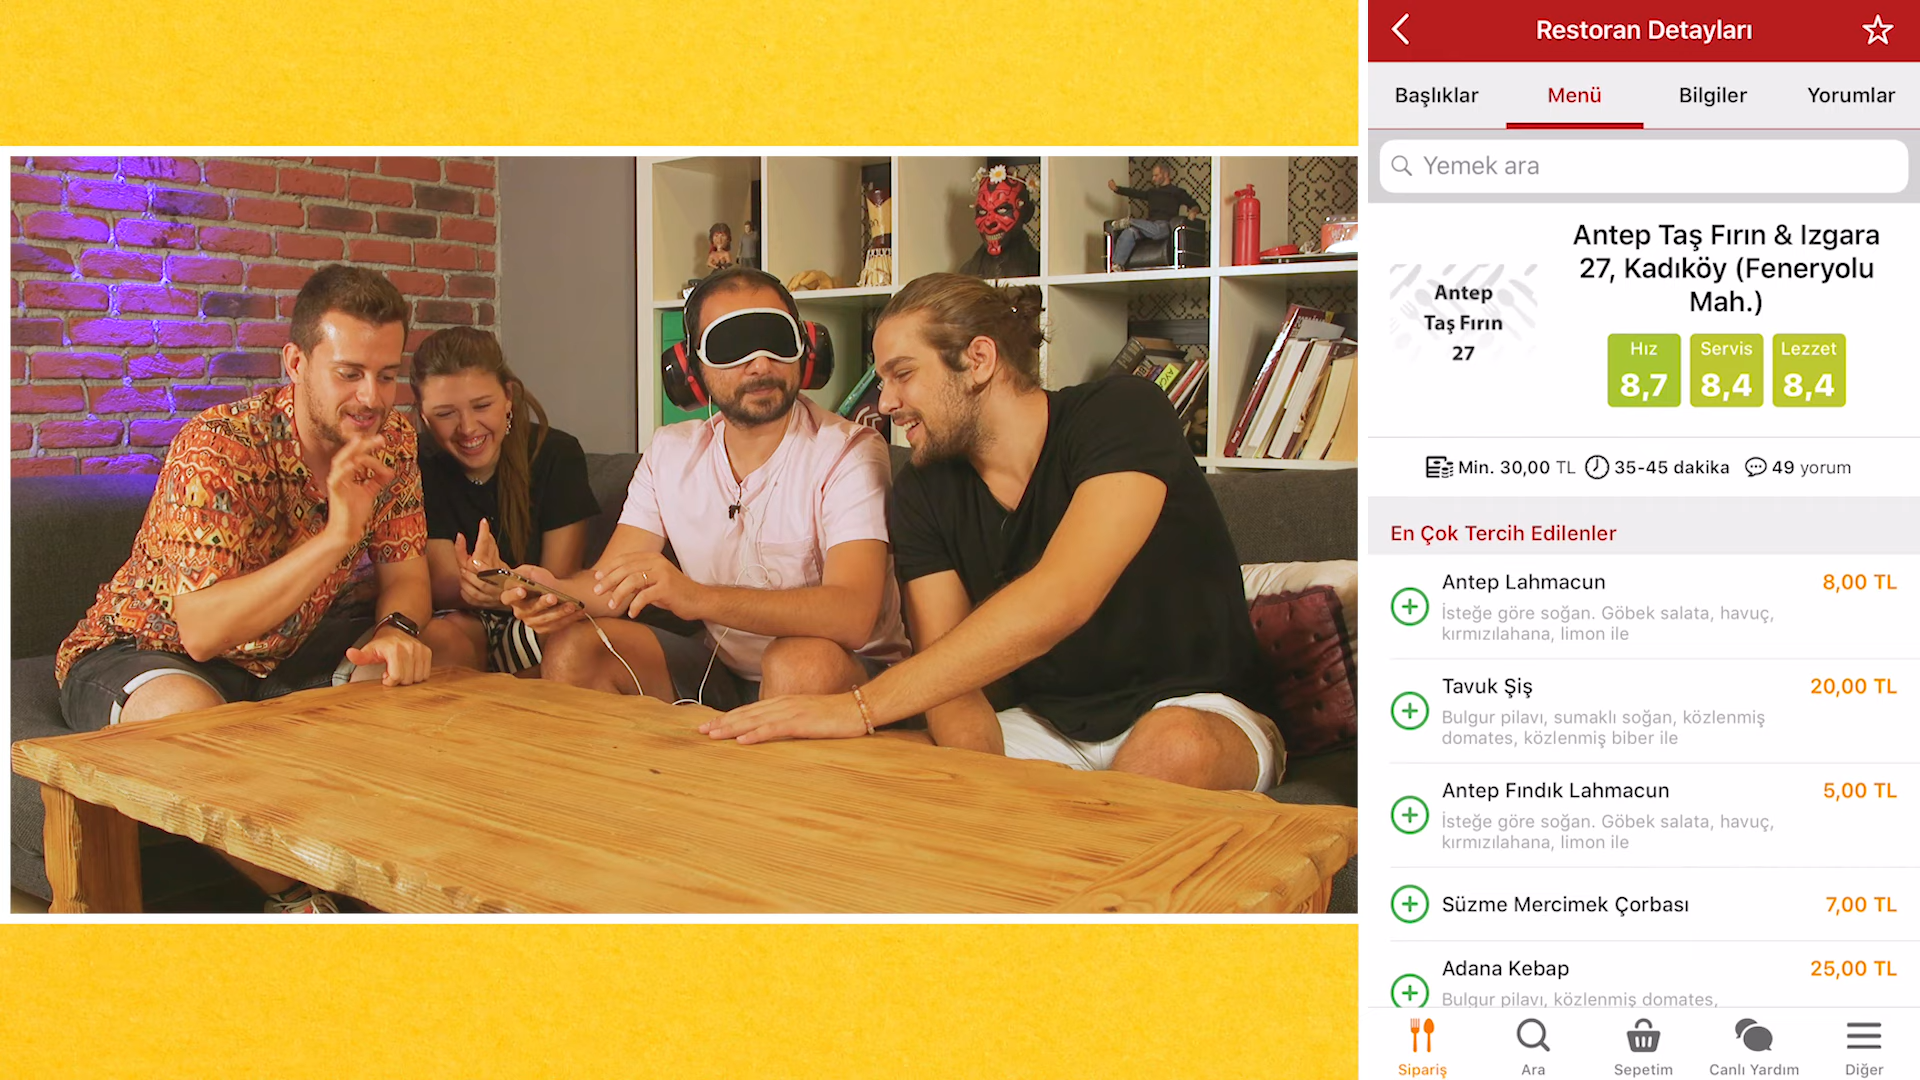 Restoran Detayları
Başlıklar
Menü
Bilgiler
Yorumlar
Yemek ara
Antep
Taş Fırın
27
Antep Taş Fırın & Izgara
27, Kadıköy (Feneryolu
Mah.)
Hız
8,7
Servis
8,4
Lezzet
8,4
Min. 30,00 TL
35-45 dakika
49 yorum
En Çok Tercih Edilenler
Antep Lahmacun
8,00 TL
İsteğe göre soğan. Göbek salata, havuç,
kırmızılahana, limon ile
Tavuk Şiş
20,00 TL
Bulgur pilavı, sumaklı soğan, közlenmiş
domates, közlenmiş biber ile
Antep Fındık Lahmacun
5,00 TL
İsteğe göre soğan. Göbek salata, havuç,
kırmızılahana, limon ile
Süzme Mercimek Çorbası
7,00 TL
Adana Kebap
25,00 TL
Bulgur pilavı, közlenmiş domates,
Sipariş
Ara
Sepetim
Canlı Yardım
Diğer